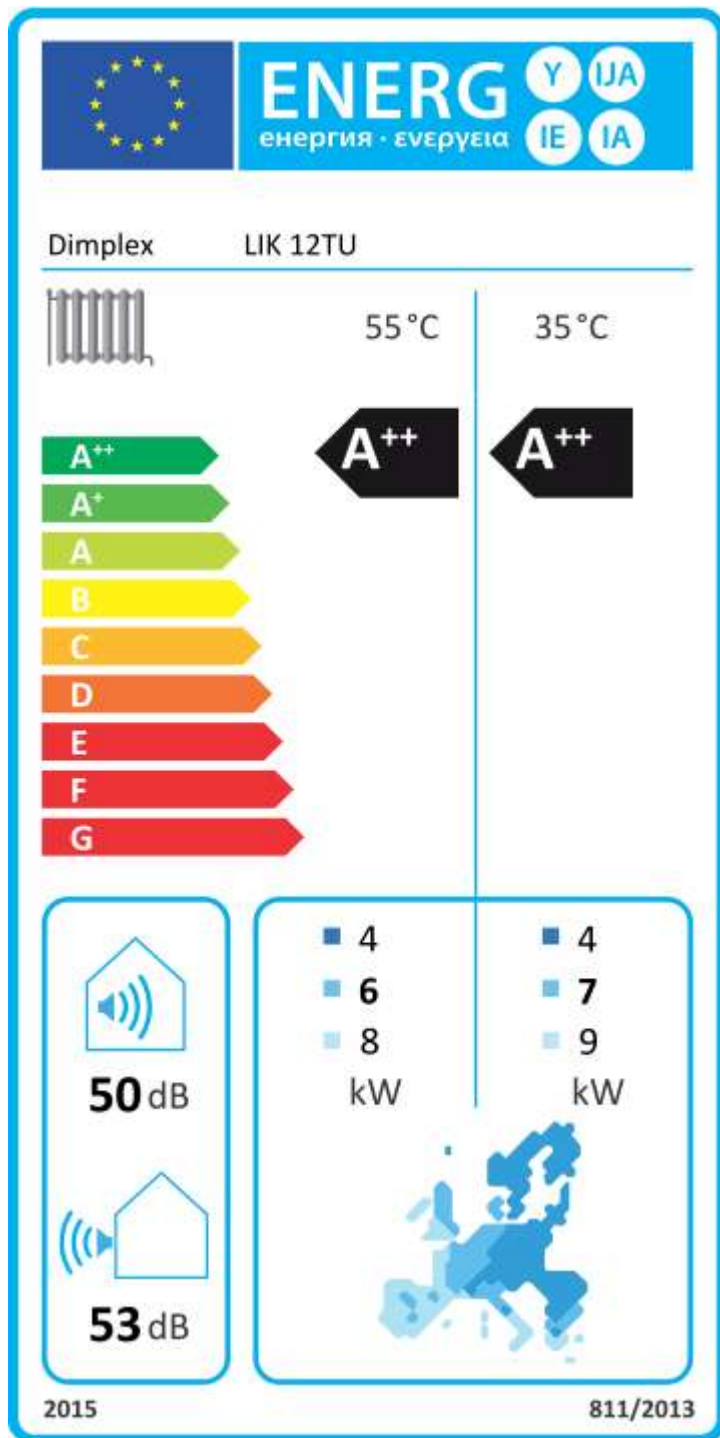 ENERG Y IJA
енергия · ενεργεια IE IA
Dimplex LIK 12TU
55 °C 35 °C
A++ A++ A++
A+
A
B
C
D
E
F
G
4 4
6 7
8 9
kW kW
50 dB
53 dB
2015 811/2013